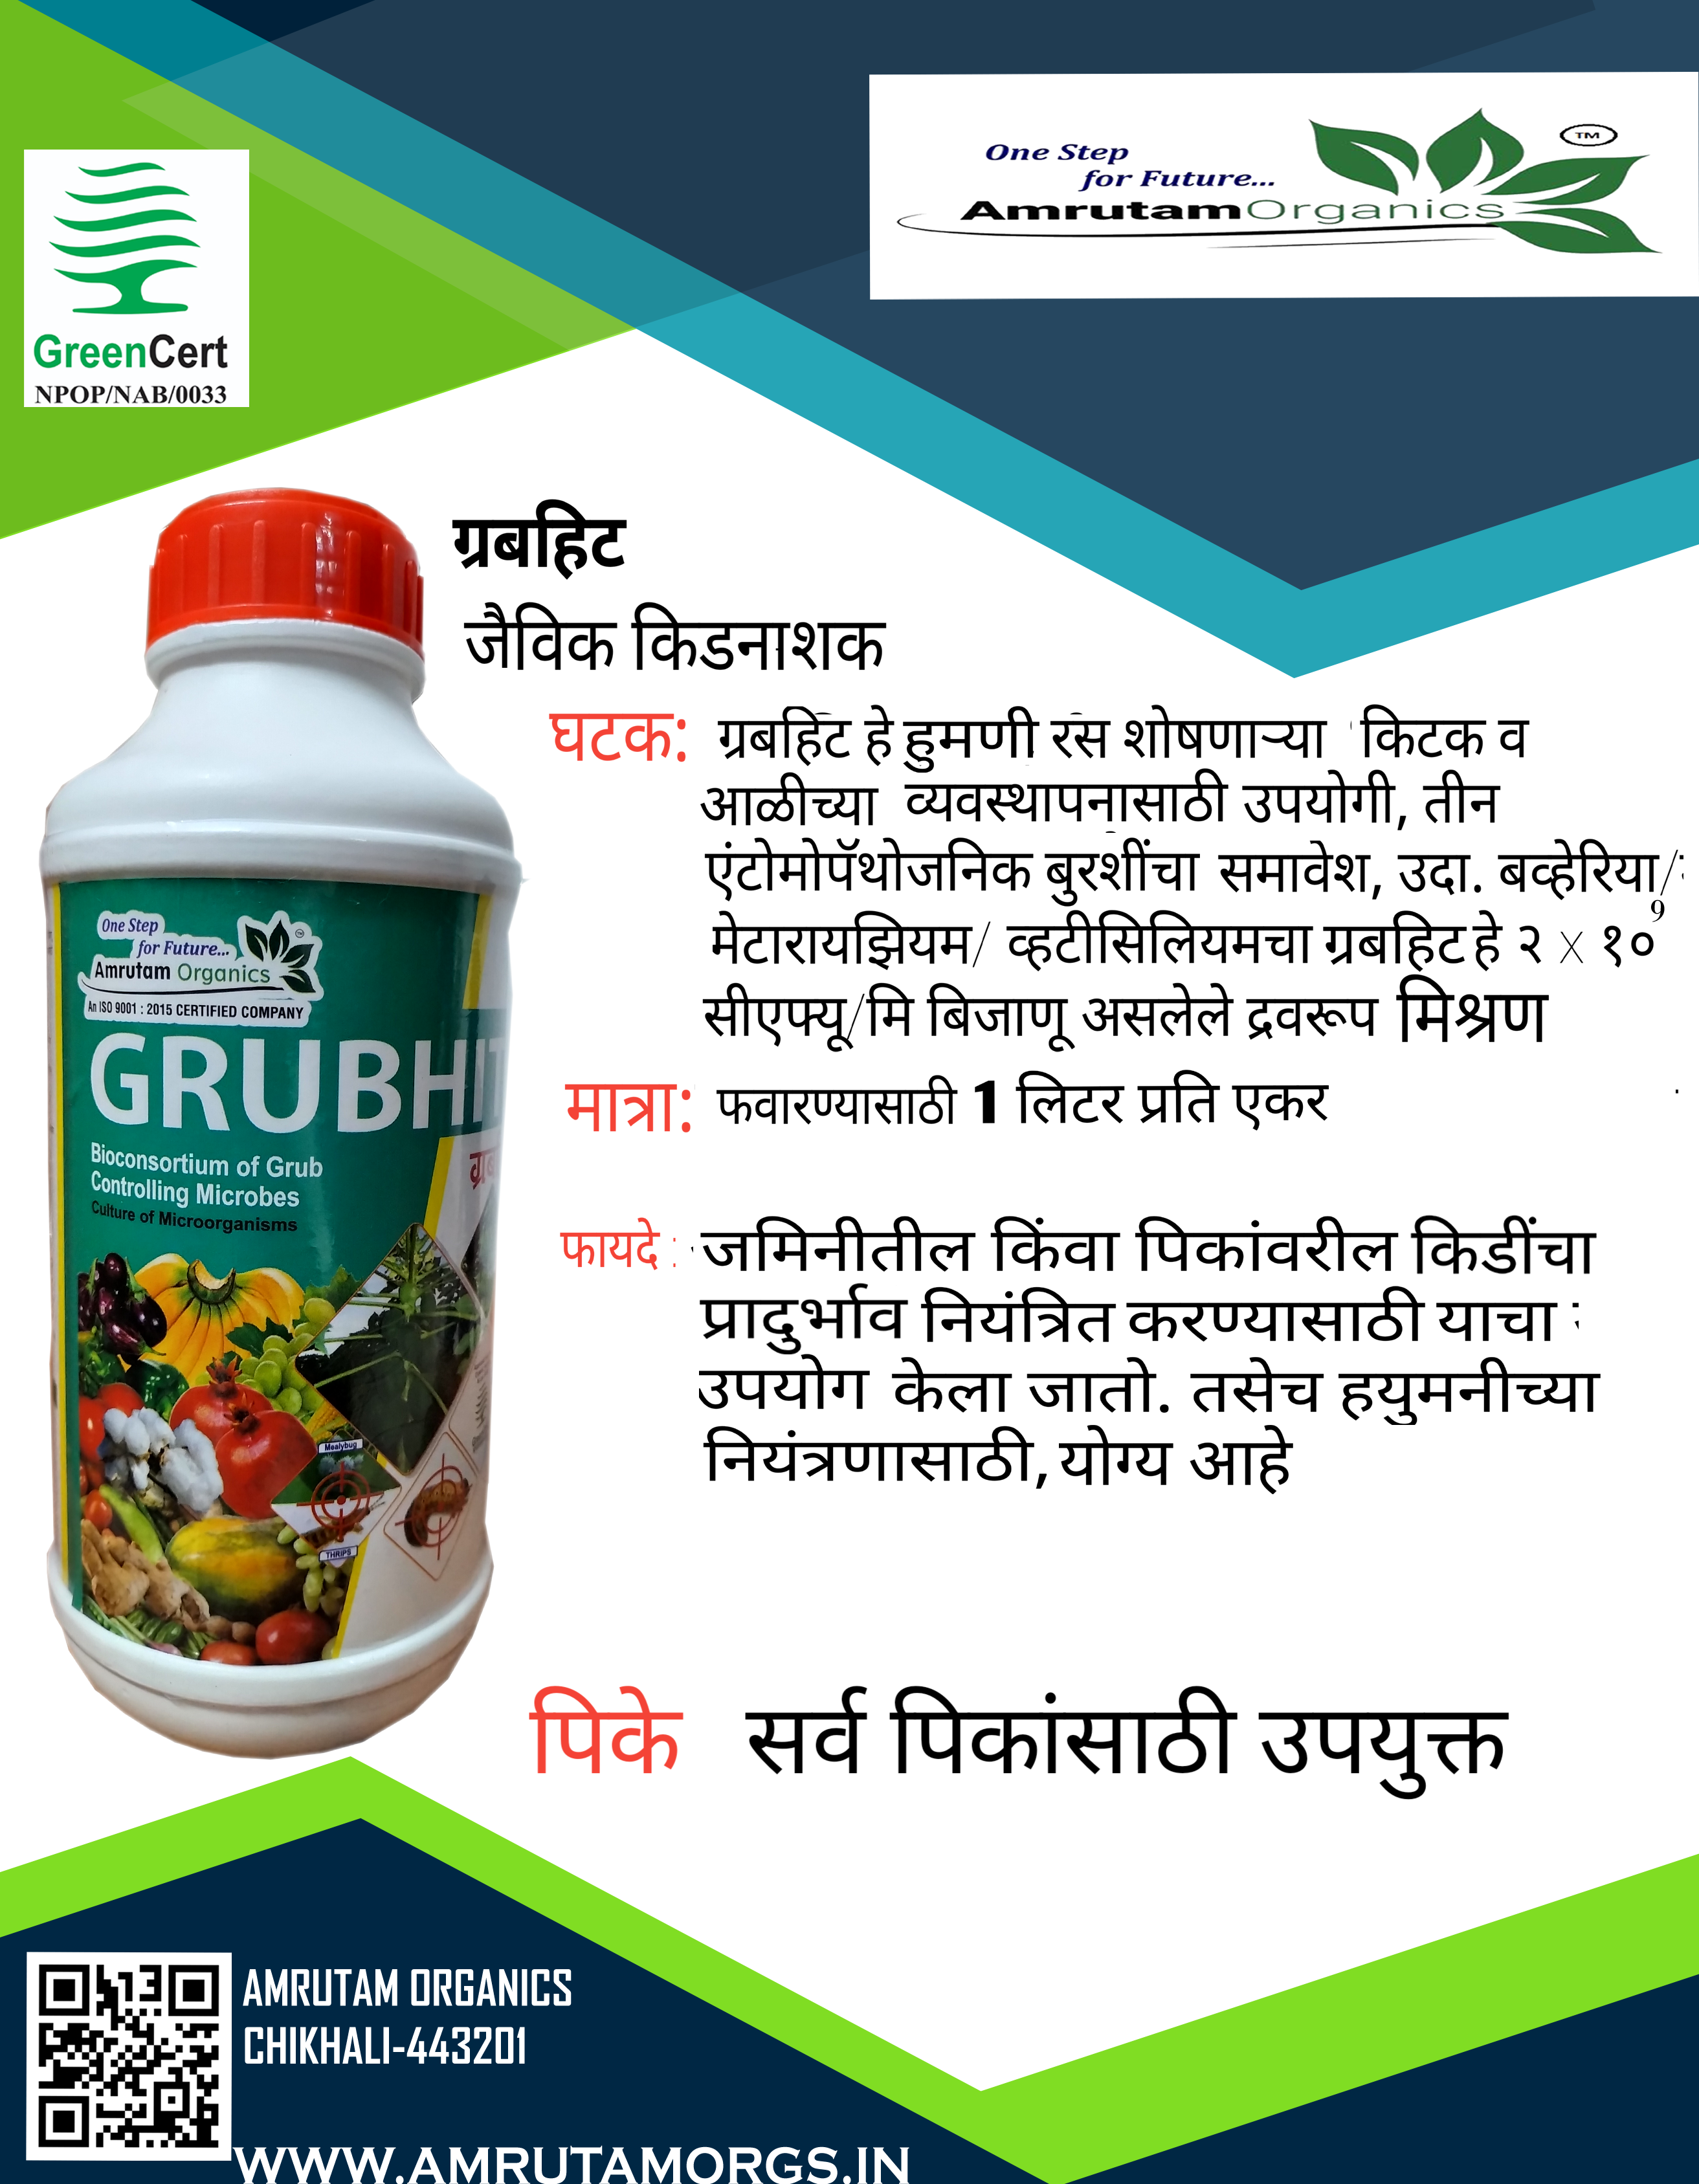 One Step
for Future...
AmrutamOrganics
TM
GreenCert
NPOP/NAB/0033
ग्रबहिट
जैविक किडनाशक
घटक: ग्रबहिट हे हुमणी रस शोषणाऱ्या किटक व
आळीच्या व्यवस्थापनासाठी उपयोगी, तीन
एंटोमोपॅथोजनिक बुरशींचा समावेश, उदा. बव्हेरिया/
मेटारायझियम/ व्हटीसिलियमचा ग्रबहिट हे २ x १०⁹
सीएफ्यू/मि बिजाणू असलेले द्रवरूप मिश्रण
मात्रा: फवारण्यासाठी 1 लिटर प्रति एकर
फायदे : जमिनीतील किंवा पिकांवरील किडींचा
प्रादुर्भाव नियंत्रित करण्यासाठी याचा
उपयोग केला जातो. तसेच हयुमनीच्या
नियंत्रणासाठी, योग्य आहे
पिके सर्व पिकांसाठी उपयुक्त
One Step
for Future...
Amrutam Organics
An ISO 9001 : 2015 CERTIFIED COMPANY
GRUBHIT
Bioconsortium of Grub
Controlling Microbes
Culture of Microorganisms
Mealybug
THRIPS
AMRUTAM ORGANICS
CHIKHALI-443201
WWW.AMRUTAMORGS.IN